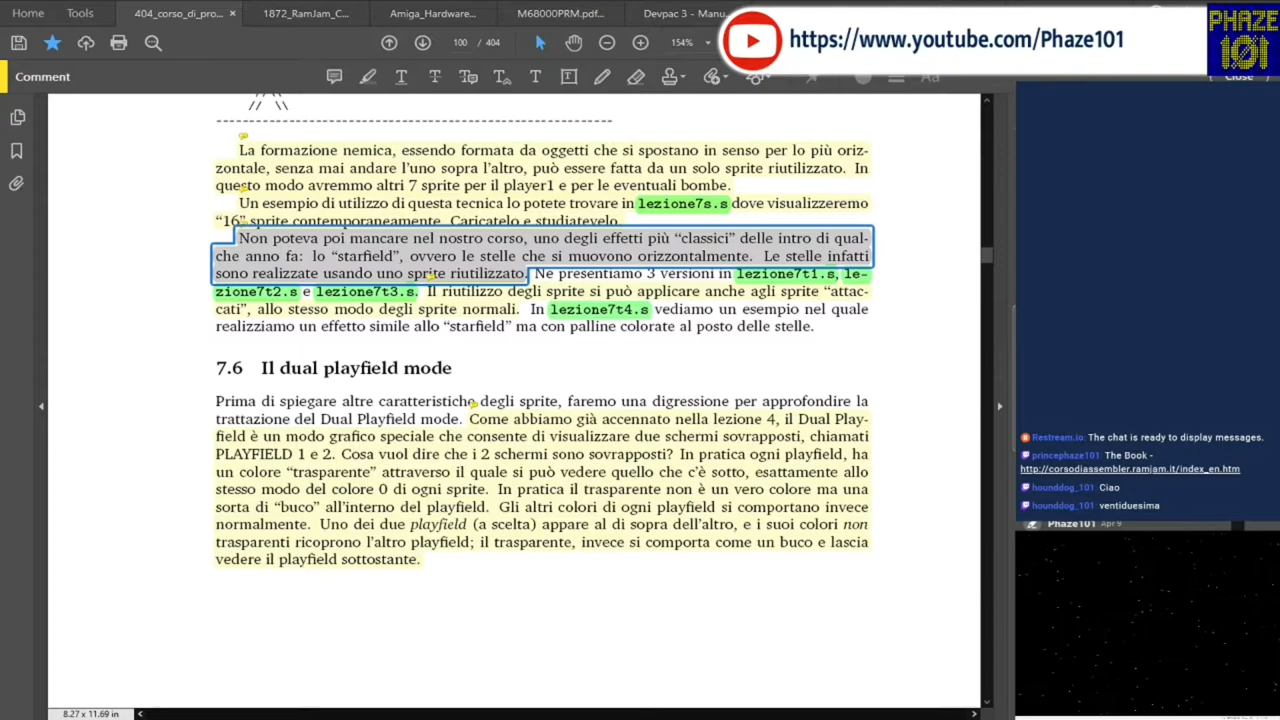 Home
Tools
404_corso_di_pro...
1872_RamJam_C...
Amiga_Hardware...
M68000PRM.pdf...
Devpac 3 - Manu...
https://www.youtube.com/Phaze101
PHAZE
101
100 / 404
154%
Comment
Close
// \\
La formazione nemica, essendo formata da oggetti che si spostano in senso per lo più oriz-
zontale, senza mai andare l'uno sopra l'altro, può essere fatta da un solo sprite riutilizzato. In
questo modo avremmo altri 7 sprite per il player1 e per le eventuali bombe.
Un esempio di utilizzo di questa tecnica lo potete trovare in lezione7s.s dove visualizzeremo
“16” sprite contemporaneamente. Caricatelo e studiatevelo.
Non poteva poi mancare nel nostro corso, uno degli effetti più “classici” delle intro di qual-
che anno fa: lo “starfield”, ovvero le stelle che si muovono orizzontalmente. Le stelle infatti
sono realizzate usando uno sprite riutilizzato. Ne presentiamo 3 versioni in lezione7t1.s, le-
zione7t2.s e lezione7t3.s. Il riutilizzo degli sprite si può applicare anche agli sprite “attac-
cati”, allo stesso modo degli sprite normali. In lezione7t4.s vediamo un esempio nel quale
realizziamo un effetto simile allo “starfield” ma con palline colorate al posto delle stelle.
7.6 Il dual playfield mode
Prima di spiegare altre caratteristiche degli sprite, faremo una digressione per approfondire la
trattazione del Dual Playfield mode. Come abbiamo già accennato nella lezione 4, il Dual Play-
field è un modo grafico speciale che consente di visualizzare due schermi sovrapposti, chiamati
PLAYFIELD 1 e 2. Cosa vuol dire che i 2 schermi sono sovrapposti? In pratica ogni playfield, ha
un colore “trasparente” attraverso il quale si può vedere quello che c'è sotto, esattamente allo
stesso modo del colore 0 di ogni sprite. In pratica il trasparente non è un vero colore ma una
sorta di “buco” all'interno del playfield. Gli altri colori di ogni playfield si comportano invece
normalmente. Uno dei due playfield (a scelta) appare al di sopra dell'altro, e i suoi colori non
trasparenti ricoprono l'altro playfield; il trasparente, invece si comporta come un buco e lascia
vedere il playfield sottostante.
8.27 x 11.69 in
Restream.io: The chat is ready to display messages.
princephaze101: The Book -
http://corsodiassembler.ramjam.it/index_en.htm
hounddog_101: Ciao
hounddog_101: ventiduesima
Phaze101 Apr 9